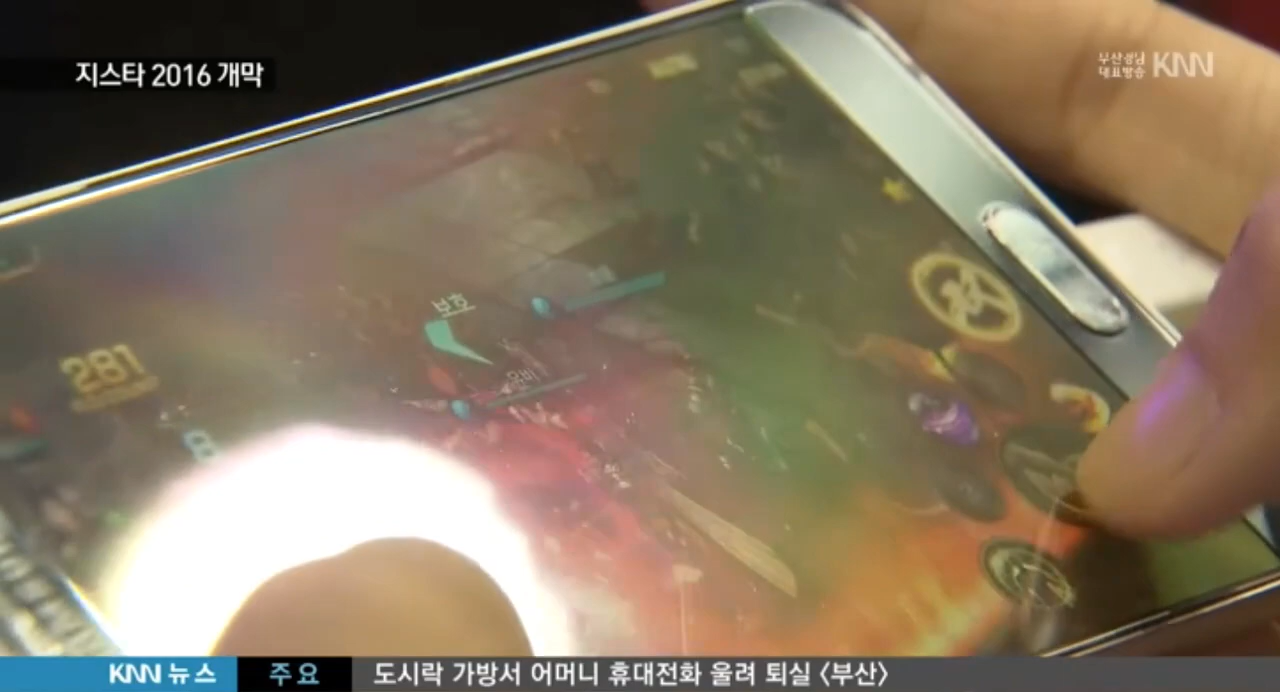 지스타 2016 개막
부산경남
대표방송 KNN
보호
281
KNN 뉴스 주요 도시락 가방서 어머니 휴대전화 울려 퇴실 〈부산〉